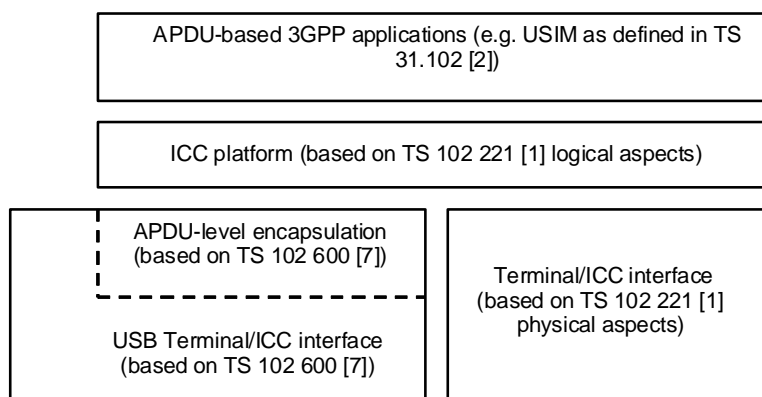 APDU-based 3GPP applications (e.g. USIM as defined in TS
31.102 [2])
ICC platform (based on TS 102 221 [1] logical aspects)
APDU-level encapsulation
(based on TS 102 600 [7])
USB Terminal/ICC interface
(based on TS 102 600 [7])
Terminal/ICC interface
(based on TS 102 221 [1]
physical aspects)